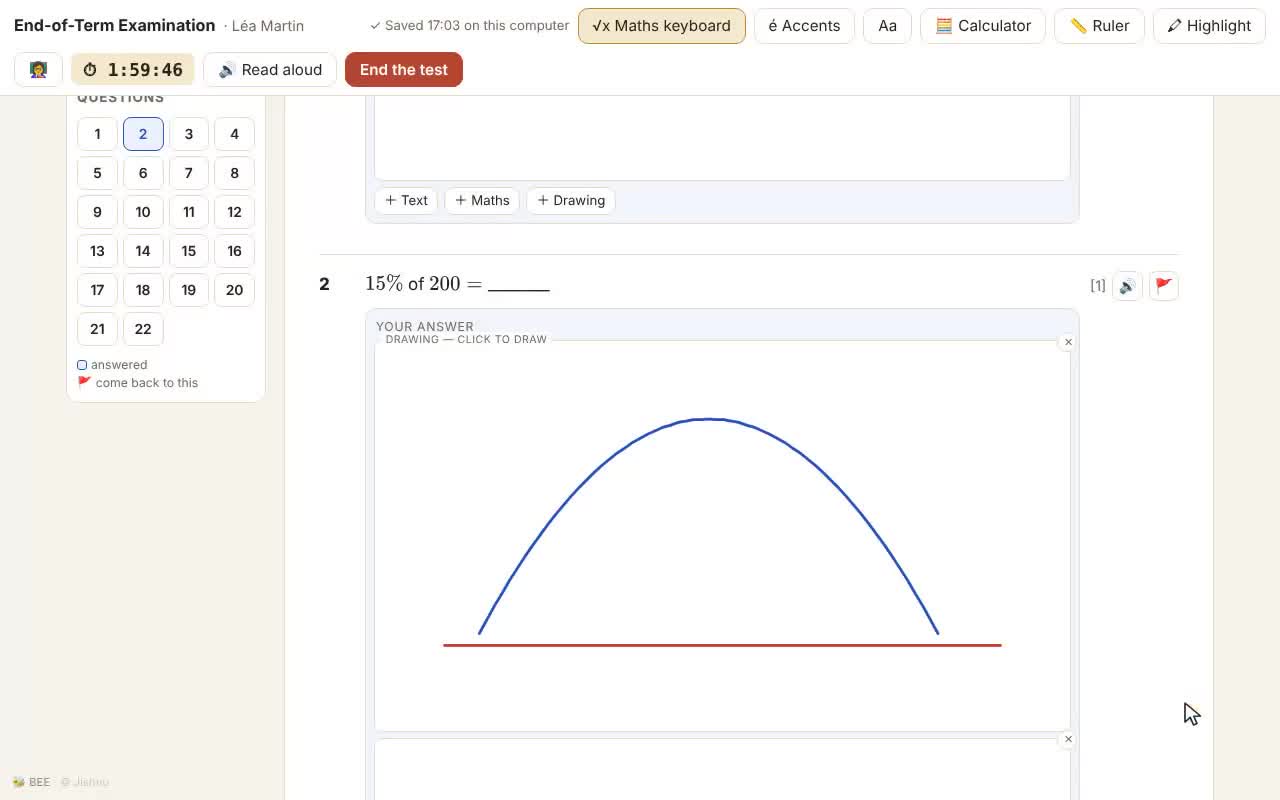 End-of-Term Examination · Léa Martin ✓ Saved 17:03 on this computer √x Maths keyboard é Accents Aa Calculator Ruler Highlight
1:59:46 Read aloud End the test
QUESTIONS
1 2 3 4
5 6 7 8
9 10 11 12
13 14 15 16
17 18 19 20
21 22
answered
come back to this
+ Text + Maths + Drawing
2 15% of 200 = ______ [1]
YOUR ANSWER
DRAWING — CLICK TO DRAW ×
×
BEE © Jishnu